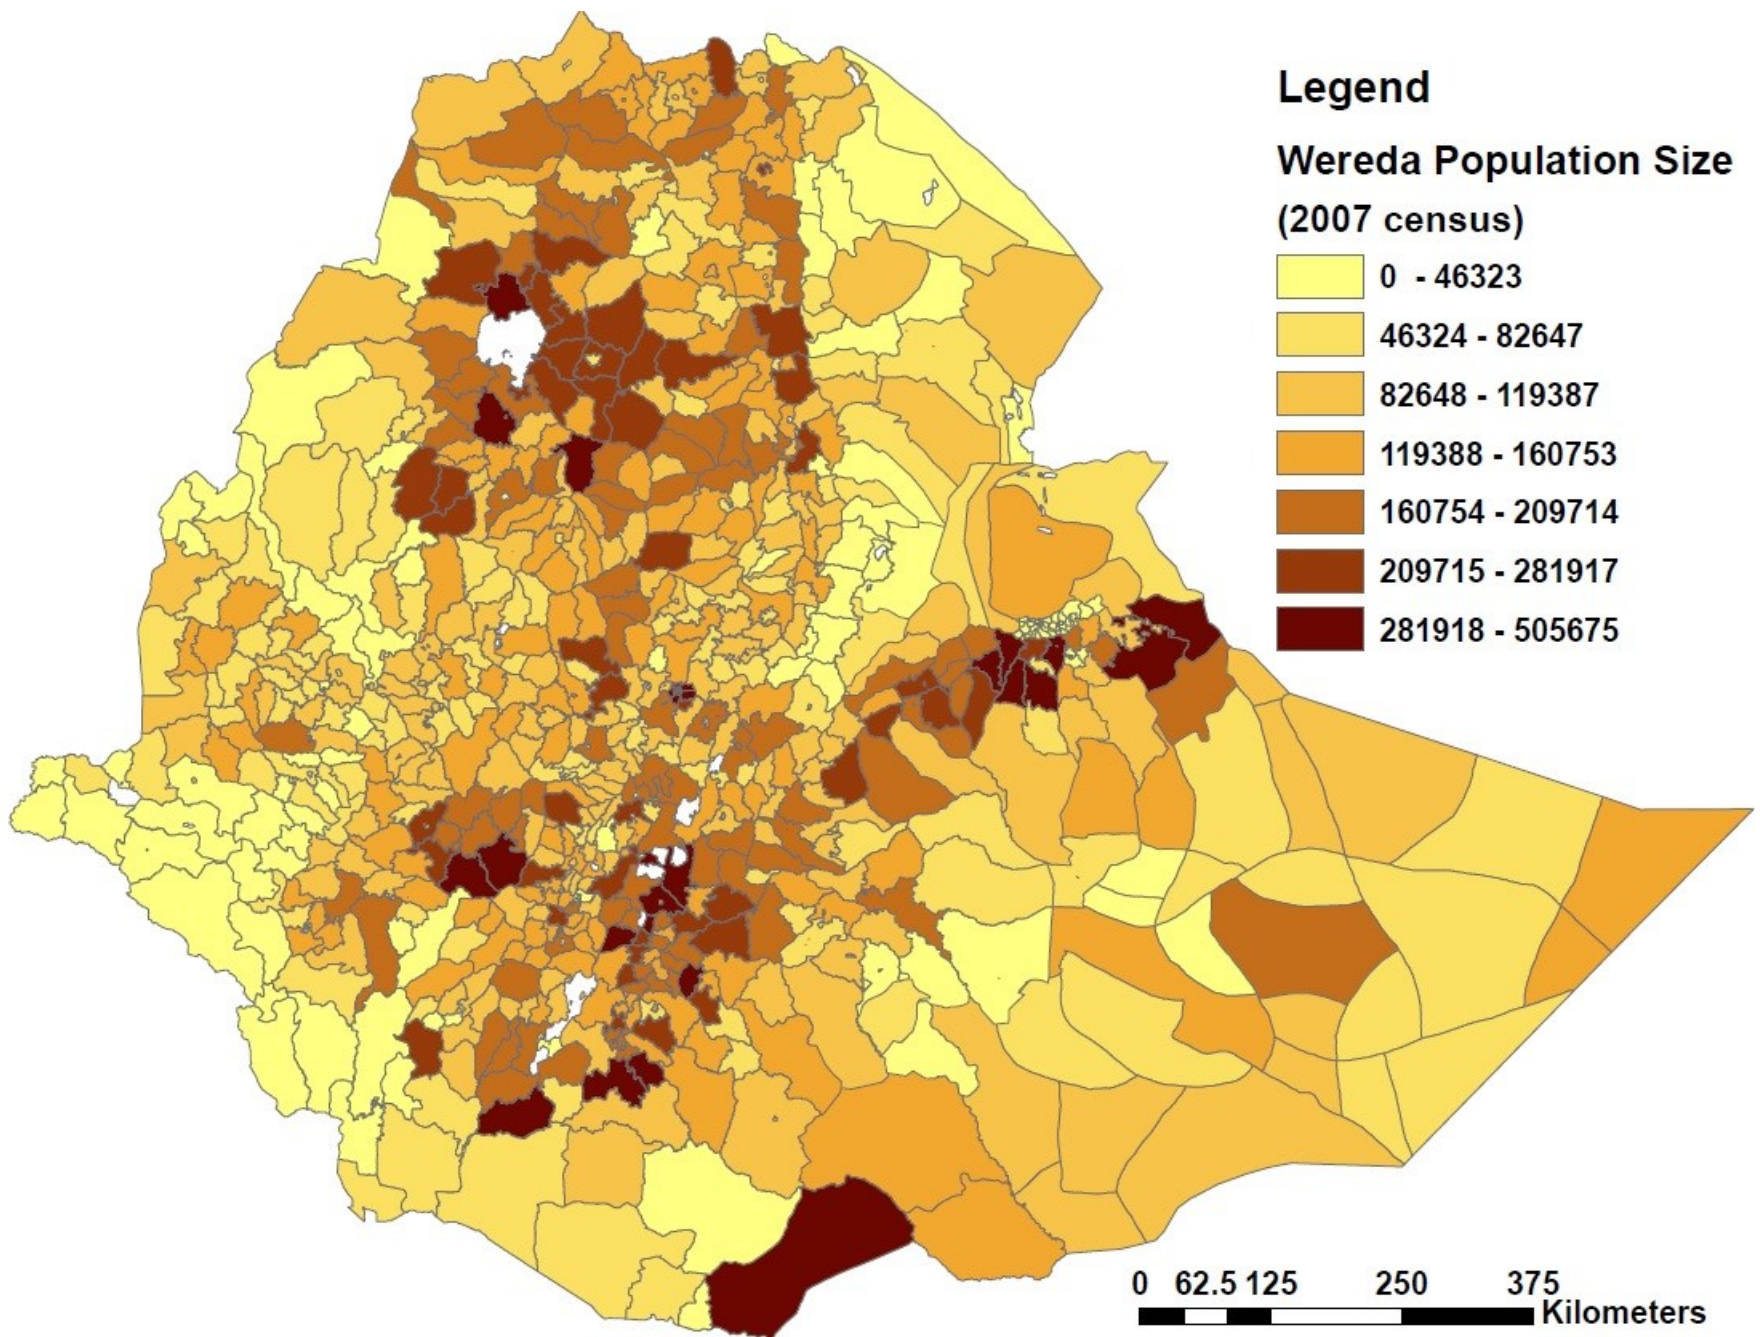 Legend
Wereda Population Size
(2007 census)
0 - 46323
46324 - 82647
82648 - 119387
119388 - 160753
160754 - 209714
209715 - 281917
281918 - 505675
0 62.5 125 250 375
Kilometers